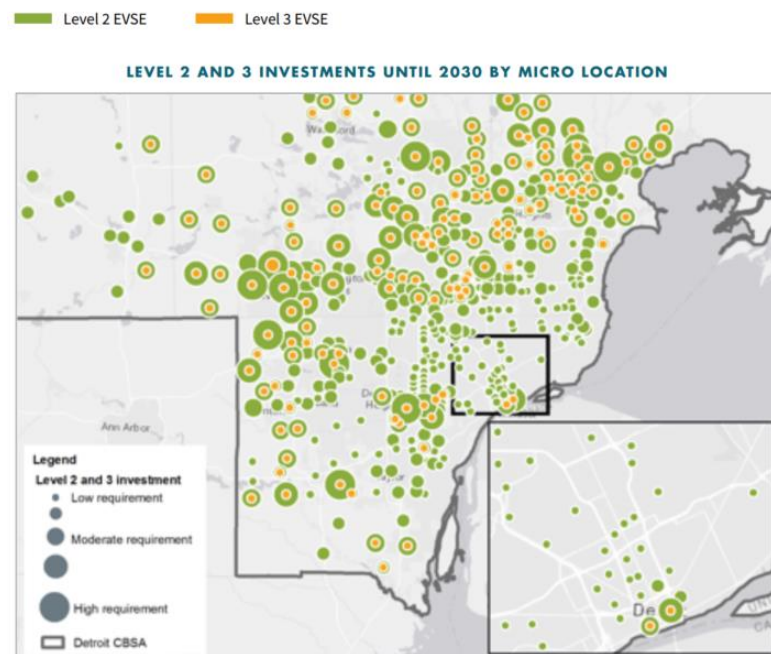 Level 2 EVSE Level 3 EVSE
LEVEL 2 AND 3 INVESTMENTS UNTIL 2030 BY MICRO LOCATION
Ann Arbor
Legend
Level 2 and 3 investment
Low requirement
Moderate requirement
High requirement
Detroit CBSA
De